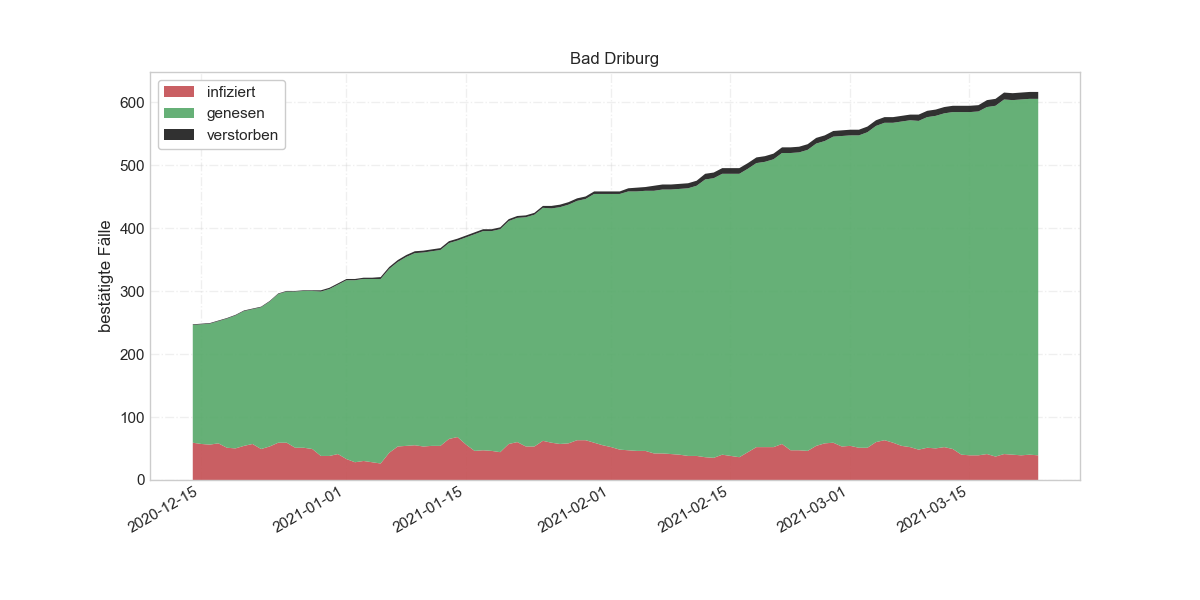 Bad Driburg
infiziert
genesen
verstorben
bestätigte Fälle
600
500
400
300
200
100
0
2020-12-15
2021-01-01
2021-01-15
2021-02-01
2021-02-15
2021-03-01
2021-03-15